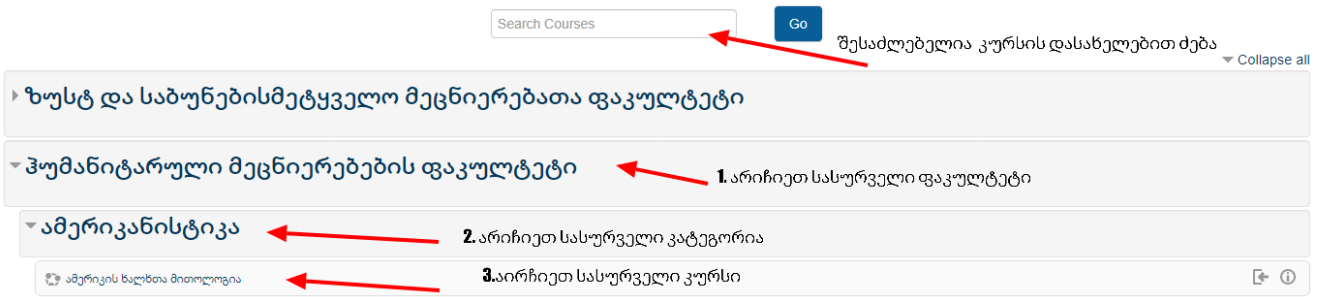 Search Courses
Go
შესაძლებელია კურსის დასახელებით ძება
Collapse all
ზუსტ და საბუნებისმეტყველო მეცნიერებათა ფაკულტეტი
ჰუმანიტარული მეცნიერებების ფაკულტეტი
1. არიჩიეთ სასურველი ფაკულტეტი
ამერიკანისტიკა
2. არიჩიეთ სასურველი კატეგორია
ამერიკის ხალხთა მითოლოგია
3.აირჩიეთ სასურველი კურსი